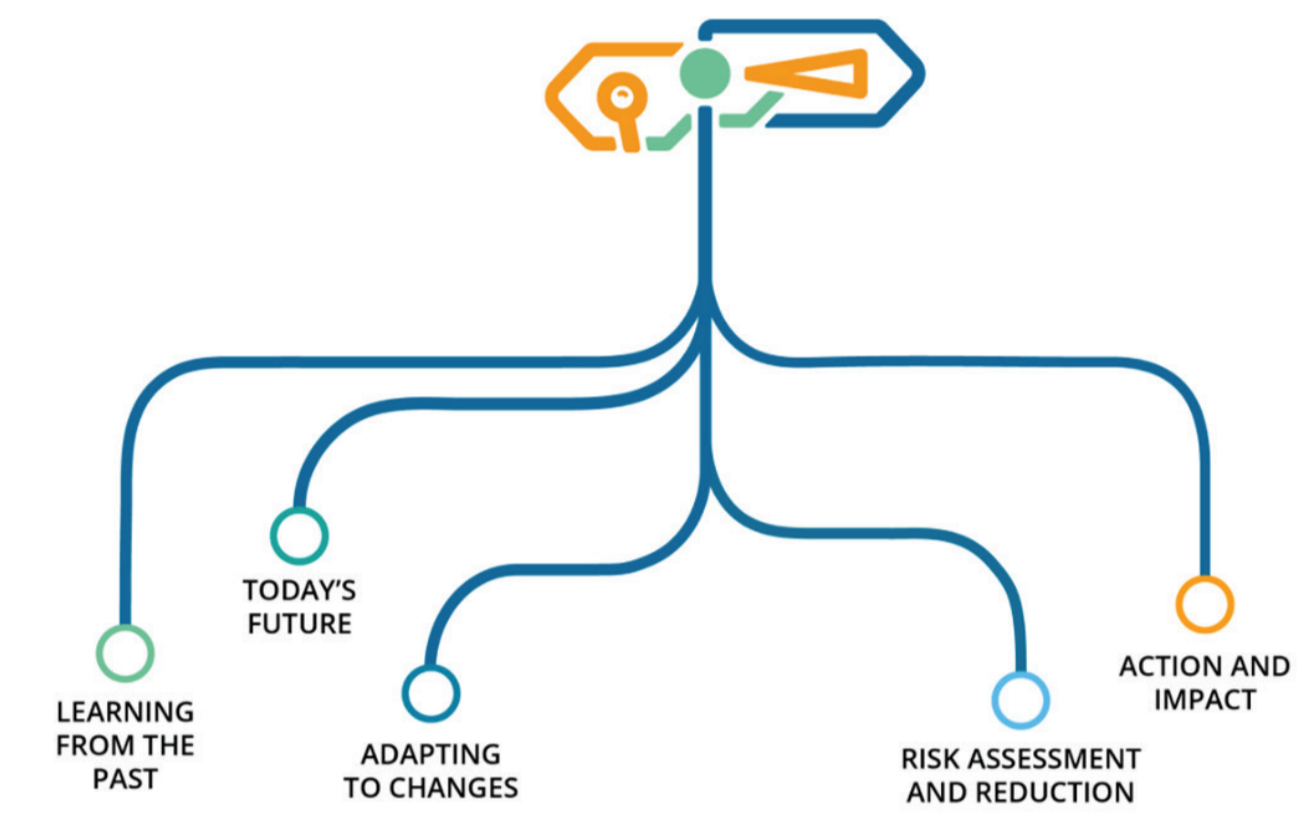 TODAY’S
FUTURE
LEARNING
FROM THE
PAST
ADAPTING
TO CHANGES
RISK ASSESSMENT
AND REDUCTION
ACTION AND
IMPACT